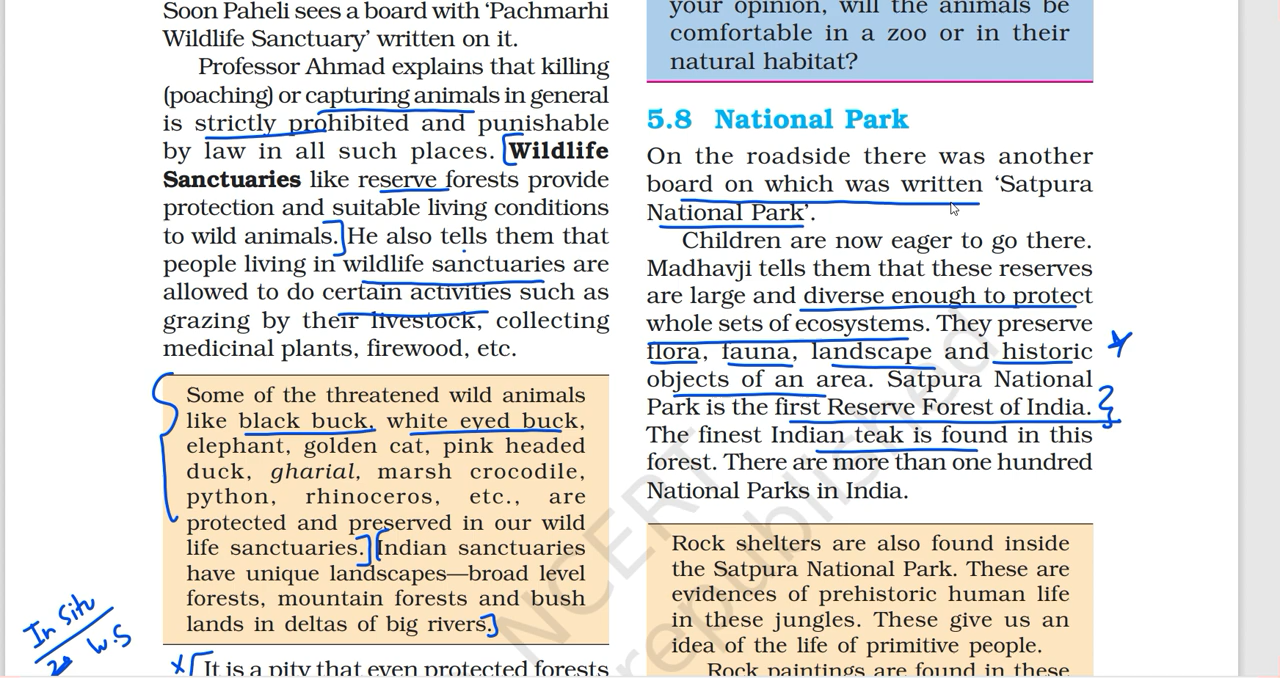 Soon Paheli sees a board with ‘Pachmarhi
Wildlife Sanctuary’ written on it.
Professor Ahmad explains that killing
(poaching) or capturing animals in general
is strictly prohibited and punishable
by law in all such places. Wildlife
Sanctuaries like reserve forests provide
protection and suitable living conditions
to wild animals. He also tells them that
people living in wildlife sanctuaries are
allowed to do certain activities such as
grazing by their livestock, collecting
medicinal plants, firewood, etc.
Some of the threatened wild animals
like black buck, white eyed buck,
elephant, golden cat, pink headed
duck, gharial, marsh crocodile,
python, rhinoceros, etc., are
protected and preserved in our wild
life sanctuaries. Indian sanctuaries
have unique landscapes—broad level
forests, mountain forests and bush
lands in deltas of big rivers.
In situ
W.S
It is a pity that even protected forests
your opinion, will the animals be
comfortable in a zoo or in their
natural habitat?
5.8 National Park
On the roadside there was another
board on which was written ‘Satpura
National Park’.
Children are now eager to go there.
Madhavji tells them that these reserves
are large and diverse enough to protect
whole sets of ecosystems. They preserve
flora, fauna, landscape and historic
objects of an area. Satpura National
Park is the first Reserve Forest of India.
The finest Indian teak is found in this
forest. There are more than one hundred
National Parks in India.
Rock shelters are also found inside
the Satpura National Park. These are
evidences of prehistoric human life
in these jungles. These give us an
idea of the life of primitive people.
Rock paintings are found in these
NCERT
republished